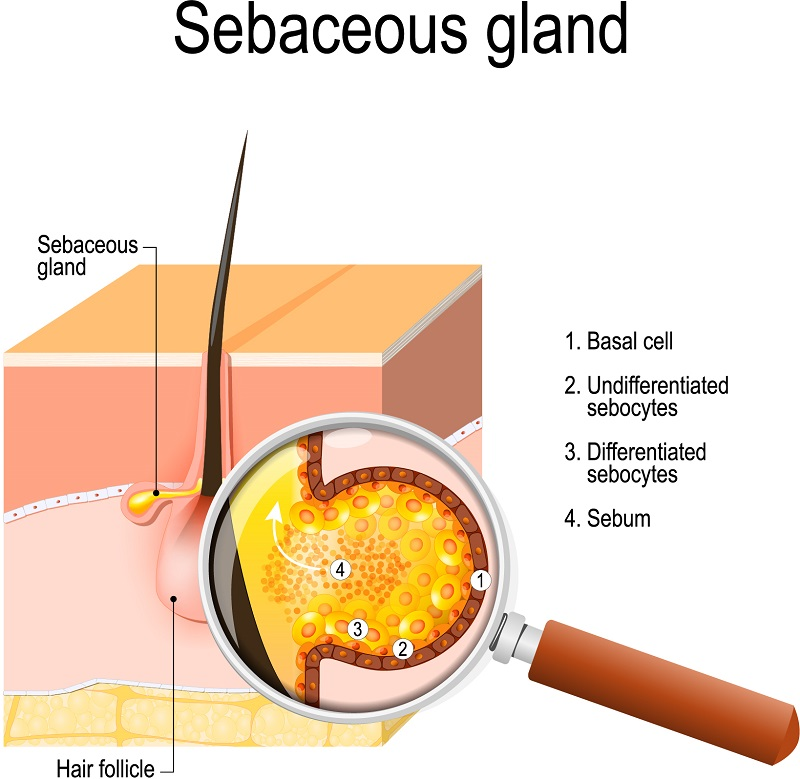 Sebaceous gland
Sebaceous
gland
1. Basal cell
2. Undifferentiated
sebocytes
3. Differentiated
sebocytes
4. Sebum
4
1
3
2
Hair follicle